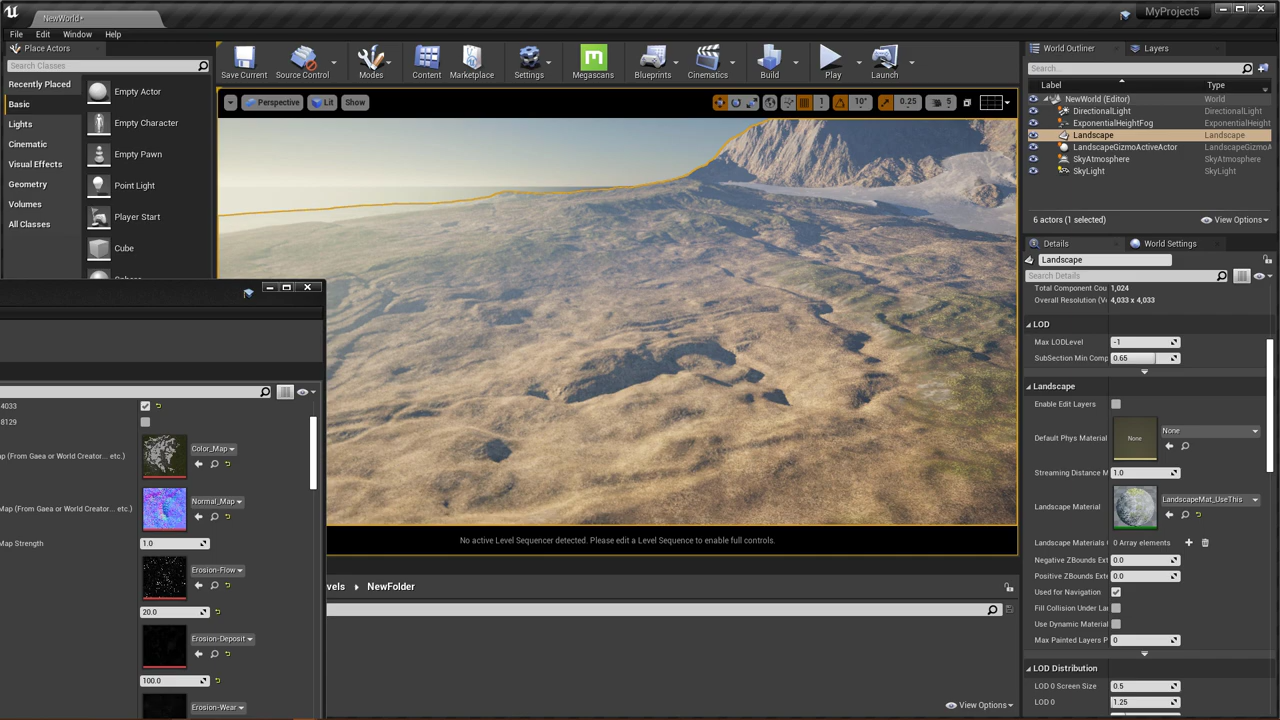 NewWorld*
MyProject5
File Edit Window Help
Place Actors
Search Classes
Recently Placed
Basic
Lights
Cinematic
Visual Effects
Geometry
Volumes
All Classes
Empty Actor
Empty Character
Empty Pawn
Point Light
Player Start
Cube
Sphere
Save Current
Source Control
Modes
Content
Marketplace
Settings
Megascans
Blueprints
Cinematics
Build
Play
Launch
Perspective Lit Show
1 10° 0.25 5
No active Level Sequencer detected. Please edit a Level Sequence to enable full controls.
4033
8129
ap (From Gaea or World Creator... etc.)
Color_Map
Map (From Gaea or World Creator... etc.)
Normal_Map
Map Strength 1.0
Erosion-Flow
20.0
Erosion-Deposit
100.0
Erosion-Wear
vels NewFolder
View Options
World Outliner Layers
Search...
Label Type
NewWorld (Editor) World
DirectionalLight DirectionalLight
ExponentialHeightFog ExponentialHeight
Landscape Landscape
LandscapeGizmoActiveActor LandscapeGizmoA
SkyAtmosphere SkyAtmosphere
SkyLight SkyLight
6 actors (1 selected) View Options
Details World Settings
Landscape
Search Details
Total Component Cou 1,024
Overall Resolution (Ve 4,033 x 4,033
LOD
Max LODLevel -1
SubSection Min Comp 0.65
Landscape
Enable Edit Layers
Default Phys Material None None
Streaming Distance M 1.0
Landscape Material LandscapeMat_UseThis
Landscape Materials 0 Array elements
Negative ZBounds Ext 0.0
Positive ZBounds Exte 0.0
Used for Navigation
Fill Collision Under La
Use Dynamic Material
Max Painted Layers P 0
LOD Distribution
LOD 0 Screen Size 0.5
LOD 0 1.25